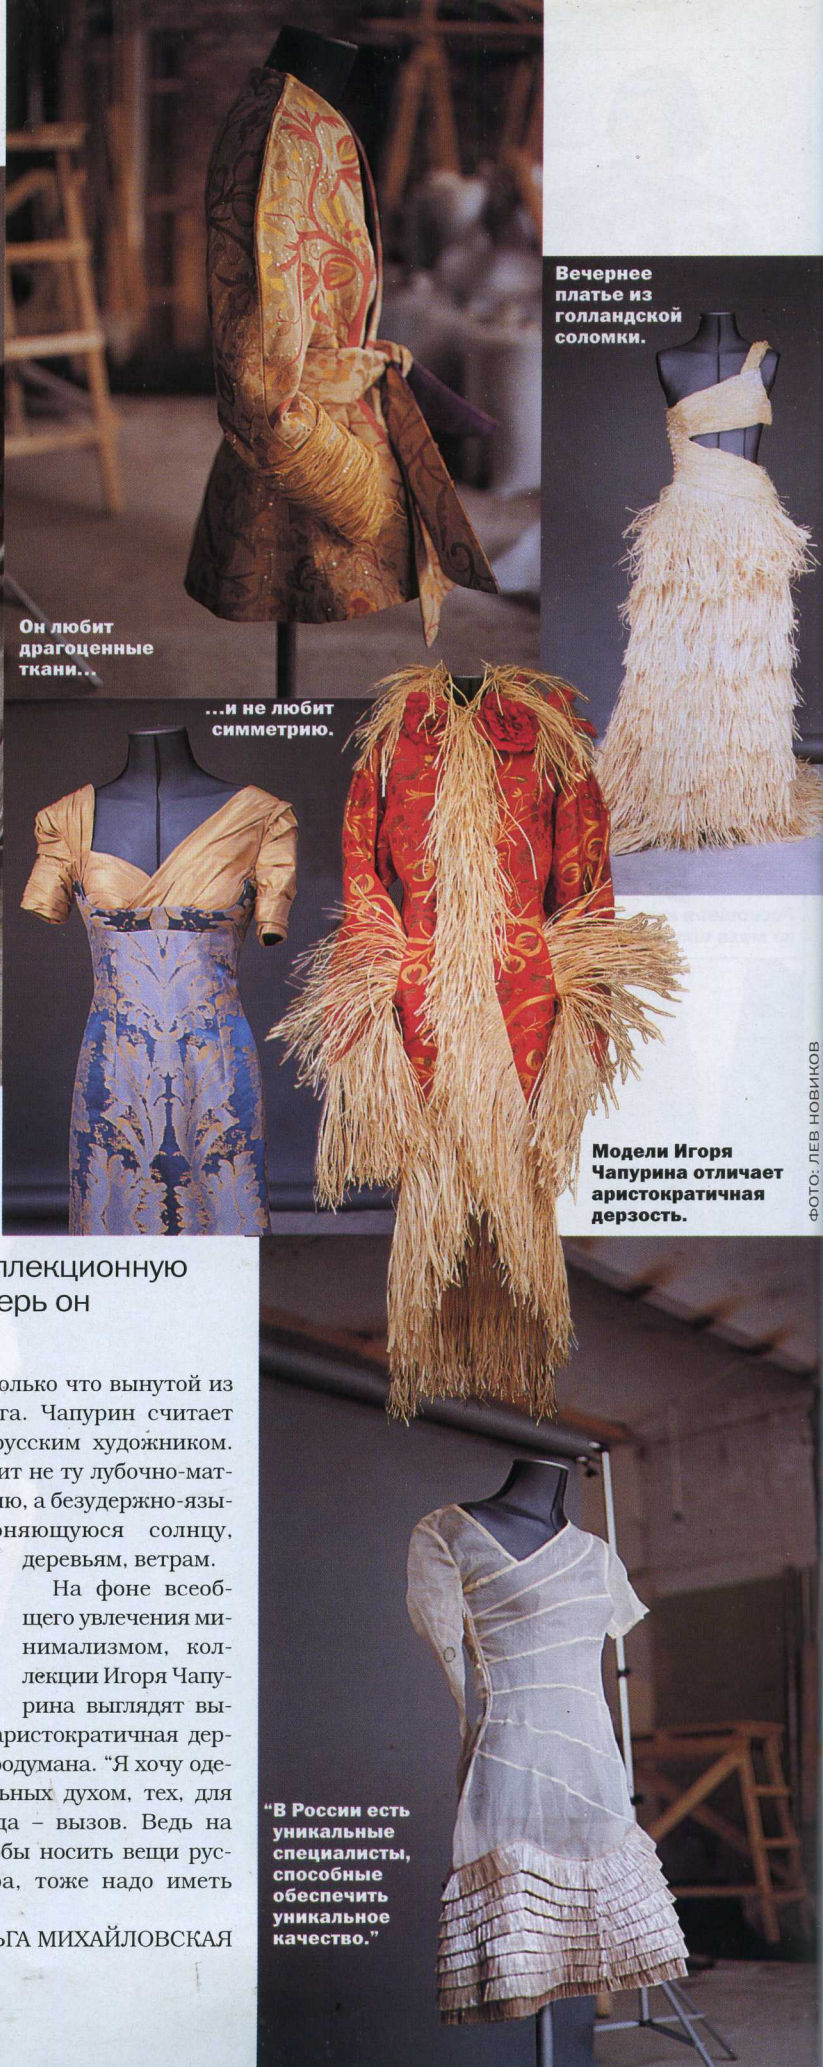 Вечернее
платье из
голландской
соломки.
Он любит
драгоценные
ткани...
...и не любит
симметрию.
Модели Игоря
Чапурина отличает
аристократичная
дерзость.
ФОТО: ЛЕВ НОВИКОВ
ллекционную
ерь он
олько что вынутой из
га. Чапурин считает
русским художником.
ит не ту лубочно-мат-
ю, а безудержно-язы-
оняющуюся солнцу,
деревьям, ветрам.
На фоне всеоб-
щего увлечения ми-
нимализмом, кол-
лекции Игоря Чапу-
рина выглядят вы-
аристократичная дер-
родумана. “Я хочу оде-
ьных духом, тех, для
да – вызов. Ведь на
бы носить вещи рус-
ра, тоже надо иметь
ЬГА МИХАЙЛОВСКАЯ
“В России есть
уникальные
специалисты,
способные
обеспечить
уникальное
качество.”